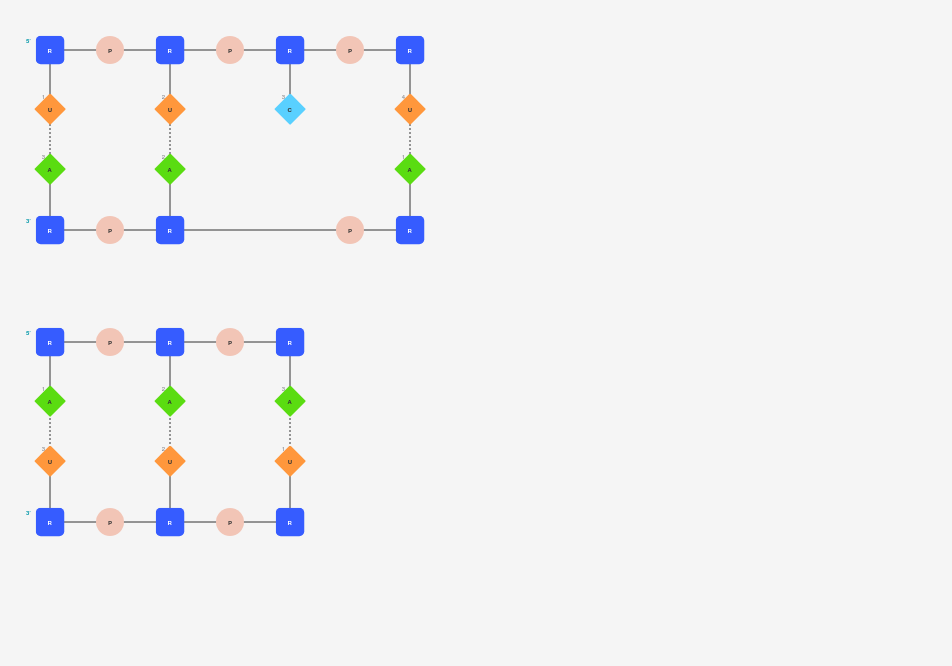 5' R P R P R P R
1 U 2 U 3 C 4 U
3 A 2 A 1 A
3' R P R P R
5' R P R P R
1 A 2 A 3 A
3 U 2 U 1 U
3' R P R P R